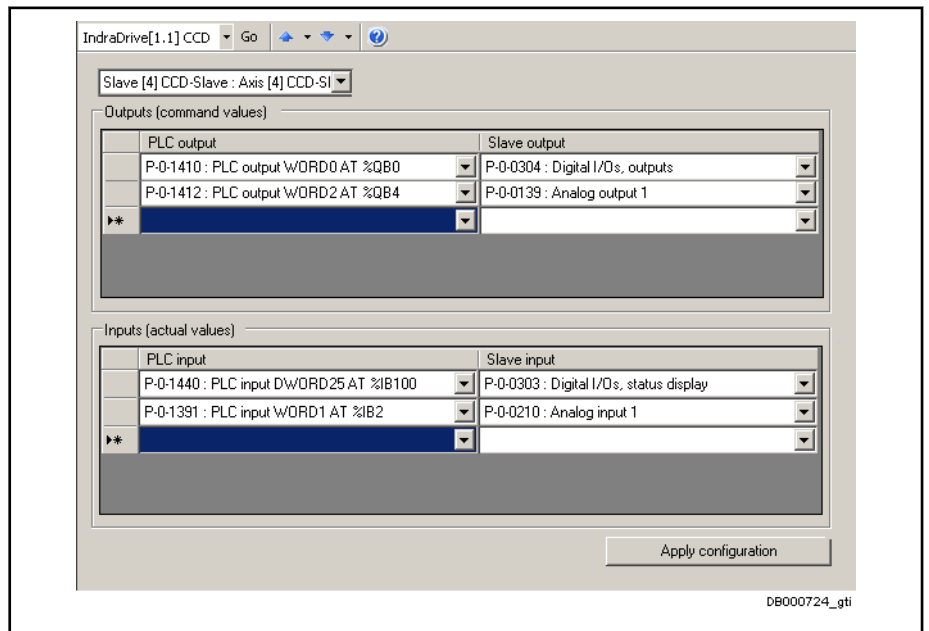 IndraDrive[1.1] CCD Go
Slave [4] CCD-Slave : Axis [4] CCD-Sl
Outputs (command values)
PLC output Slave output
P-0-1410 : PLC output WORD0 AT %QB0 P-0-0304 : Digital I/Os, outputs
P-0-1412 : PLC output WORD2 AT %QB4 P-0-0139 : Analog output 1
Inputs (actual values)
PLC input Slave input
P-0-1440 : PLC input DWORD25 AT %IB100 P-0-0303 : Digital I/Os, status display
P-0-1391 : PLC input WORD1 AT %IB2 P-0-0210 : Analog input 1
Apply configuration
DB000724_gti